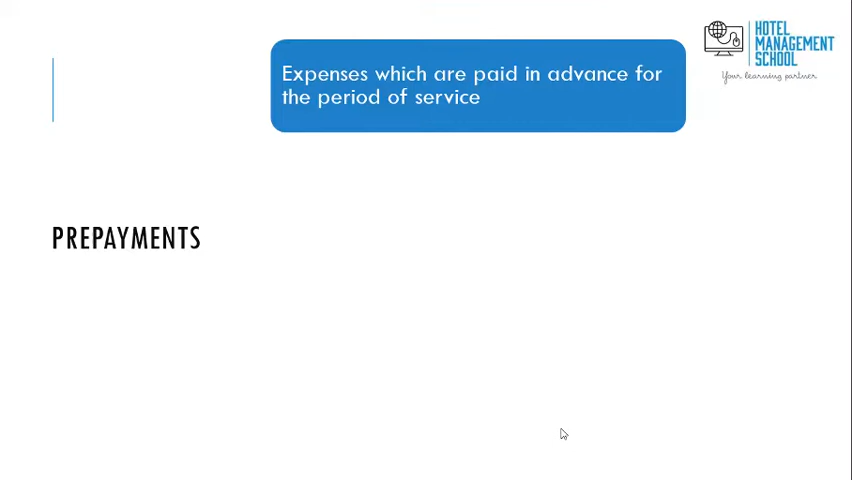 Expenses which are paid in advance for
the period of service
HOTEL
MANAGEMENT
SCHOOL
Your learning partner
PREPAYMENTS